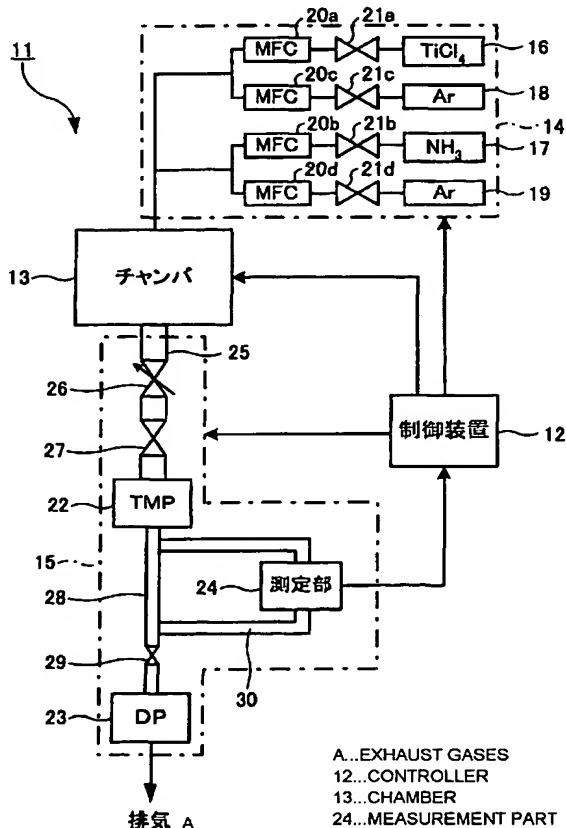 11
20a 21a
MFC TiCl4 16
20c 21c
MFC Ar 18
14
20b 21b
MFC NH3 17
20d 21d
MFC Ar 19
13 チャンバ
25
26
27
制御装置 12
22 TMP
15
24 測定部
28
29
30
23 DP
排気 A
A...EXHAUST GASES
12...CONTROLLER
13...CHAMBER
24...MEASUREMENT PART